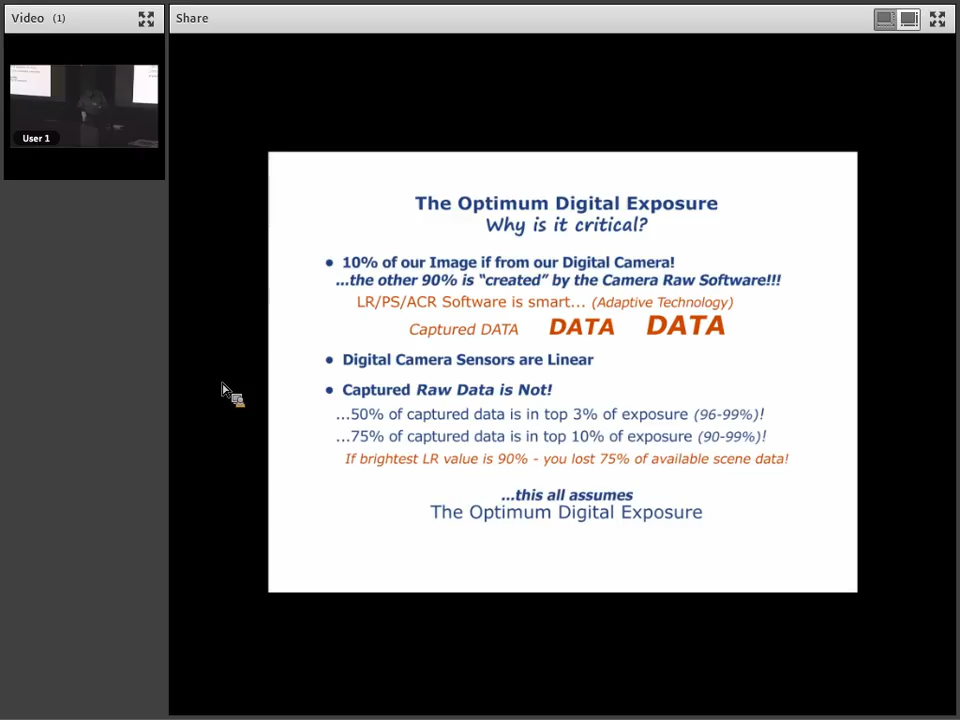 Video (1)
Share
User 1
The Optimum Digital Exposure
Why is it critical?
• 10% of our Image if from our Digital Camera!
...the other 90% is “created” by the Camera Raw Software!!!
LR/PS/ACR Software is smart... (Adaptive Technology)
Captured DATA DATA DATA
• Digital Camera Sensors are Linear
• Captured Raw Data is Not!
...50% of captured data is in top 3% of exposure (96-99%)!
...75% of captured data is in top 10% of exposure (90-99%)!
If brightest LR value is 90% - you lost 75% of available scene data!
...this all assumes
The Optimum Digital Exposure